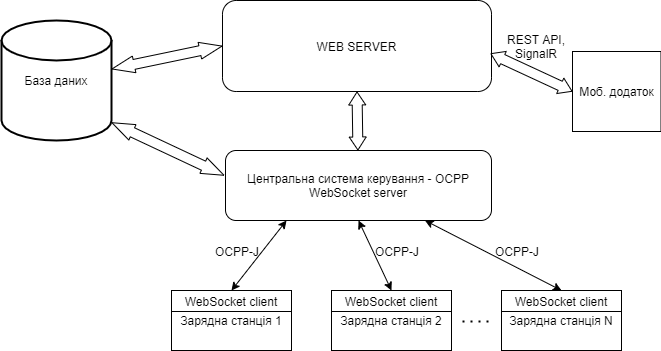 База даних
WEB SERVER
REST API,
SignalR
Моб. додаток
Центральна система керування - OCPP
WebSocket server
OCPP-J
OCPP-J
OCPP-J
WebSocket client
Зарядна станція 1
WebSocket client
Зарядна станція 2
. . . .
WebSocket client
Зарядна станція N